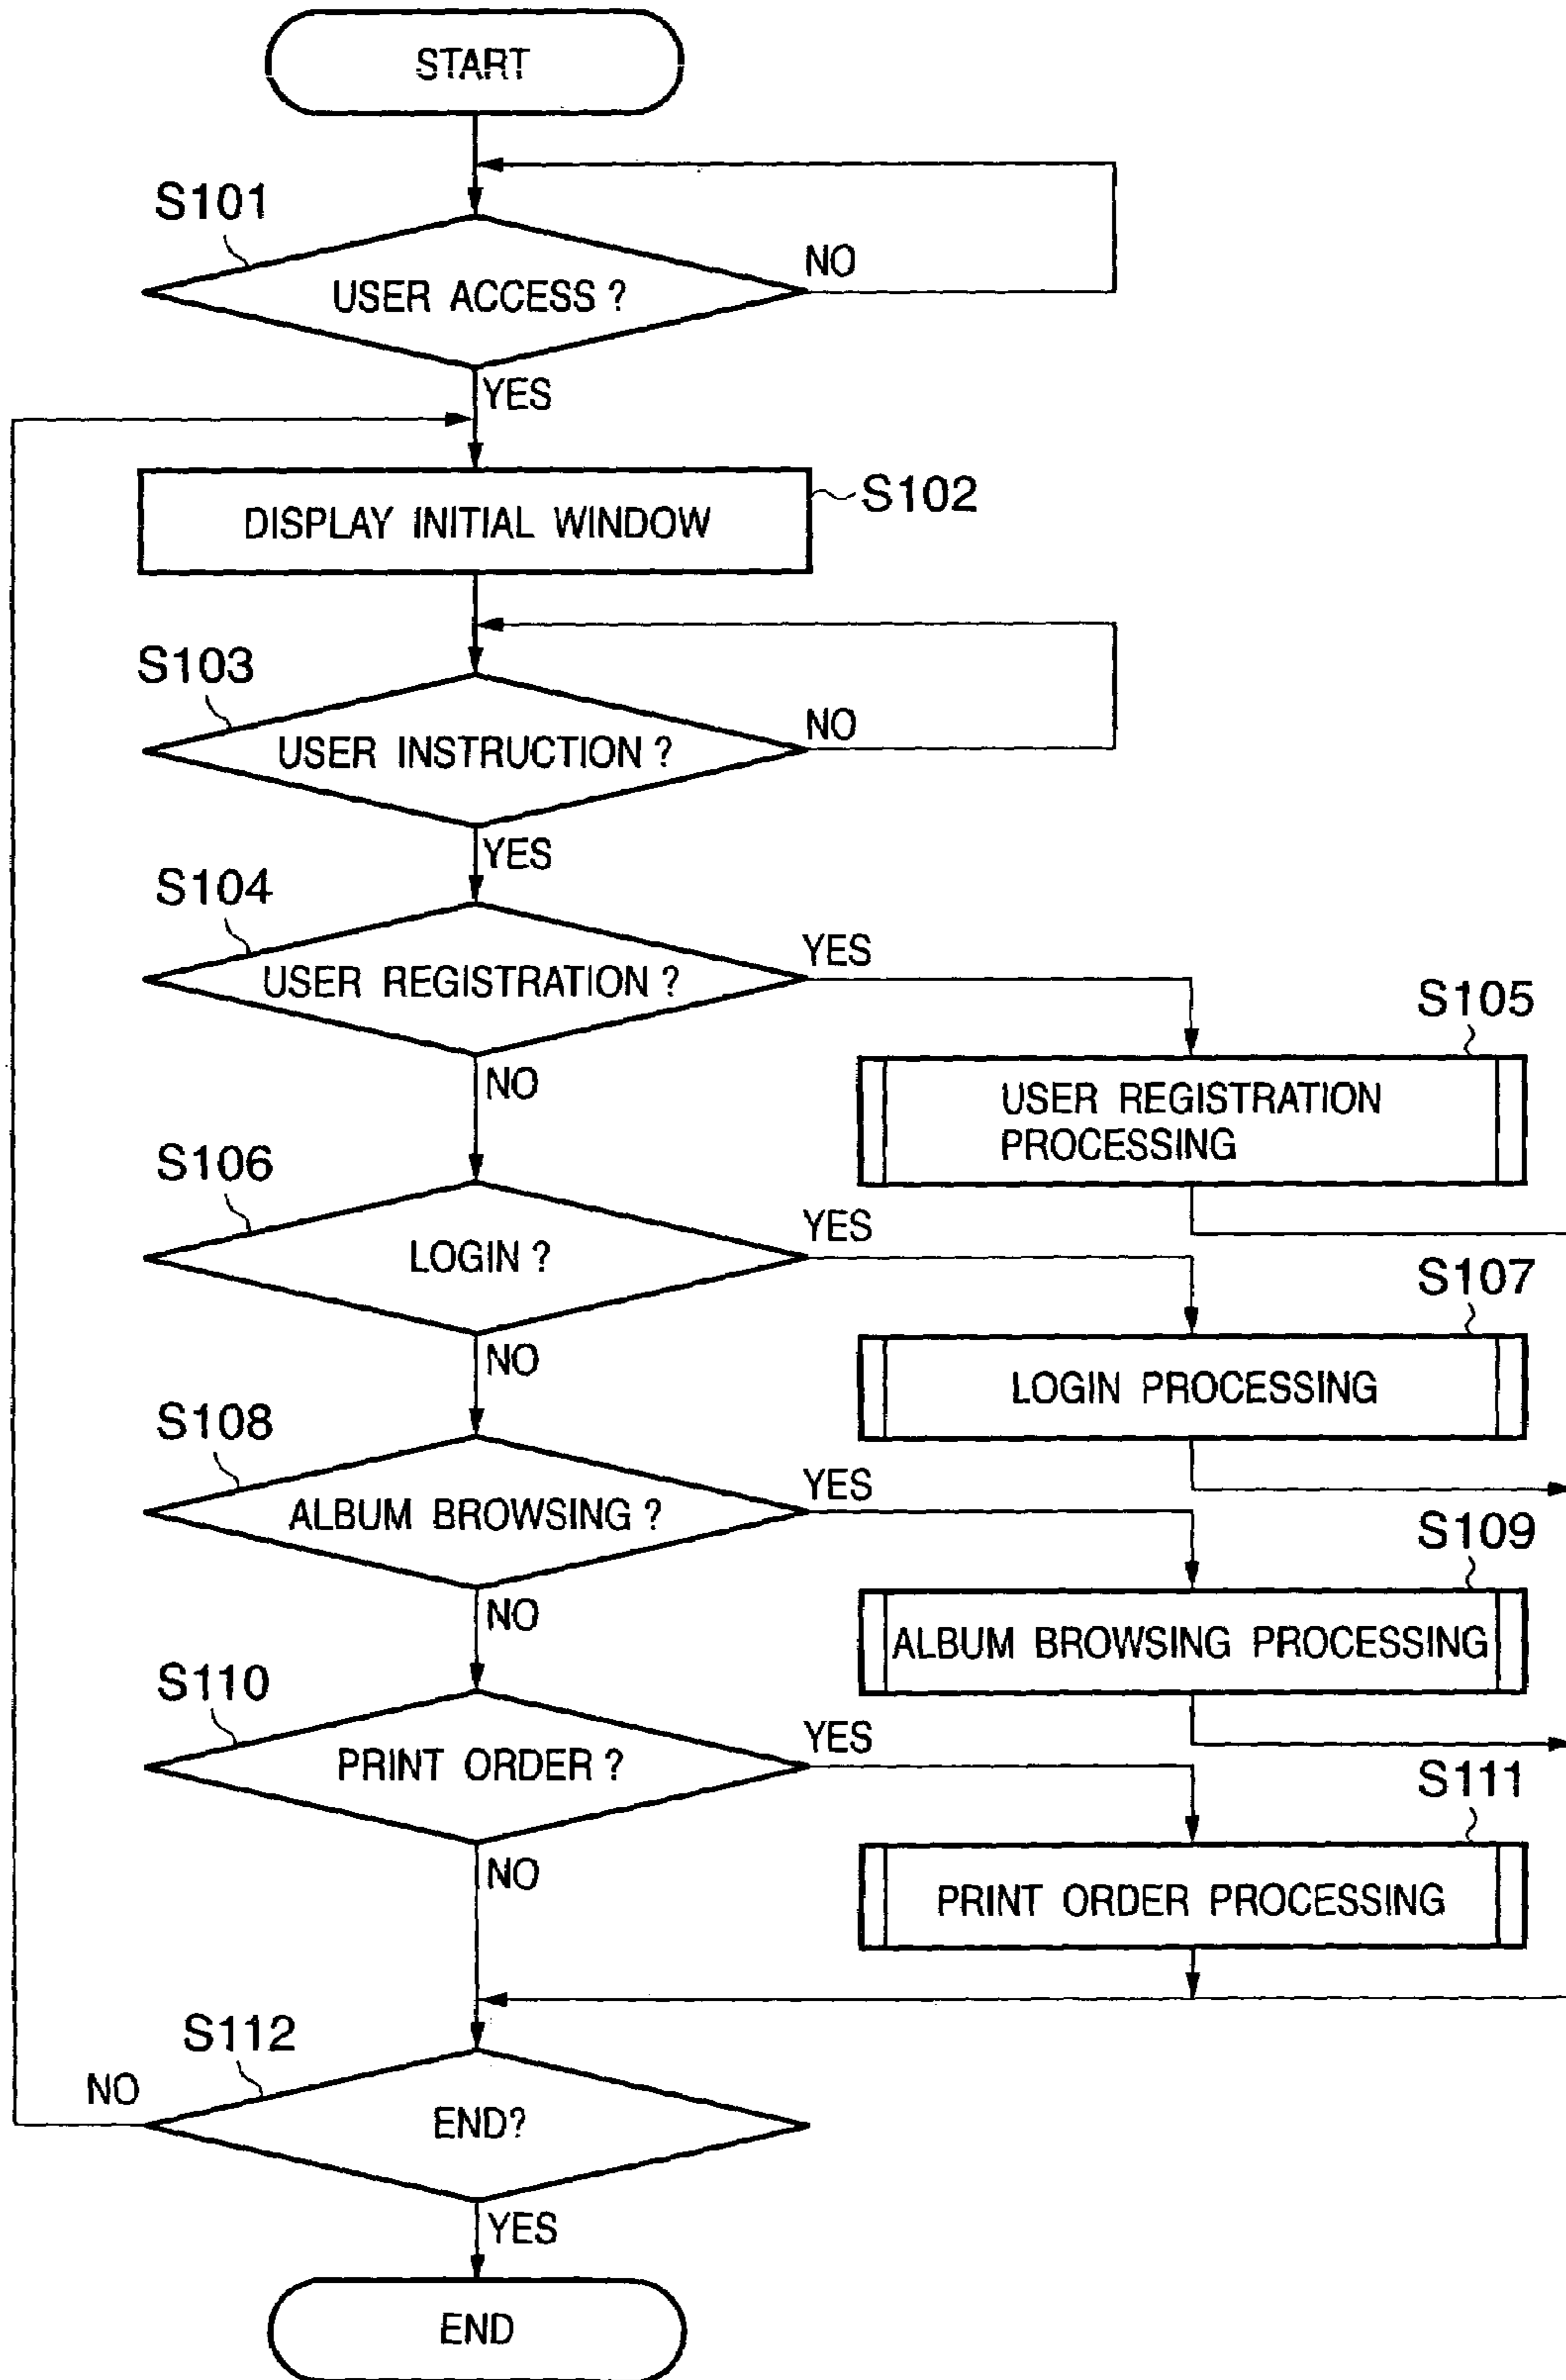 START
S101
USER ACCESS ?
NO
YES
DISPLAY INITIAL WINDOW
S102
S103
USER INSTRUCTION ?
NO
YES
S104
USER REGISTRATION ?
YES
NO
S105
USER REGISTRATION
PROCESSING
S106
LOGIN ?
YES
NO
S107
LOGIN PROCESSING
S108
ALBUM BROWSING ?
YES
NO
S109
ALBUM BROWSING PROCESSING
S110
PRINT ORDER ?
YES
NO
S111
PRINT ORDER PROCESSING
S112
NO
END?
YES
END